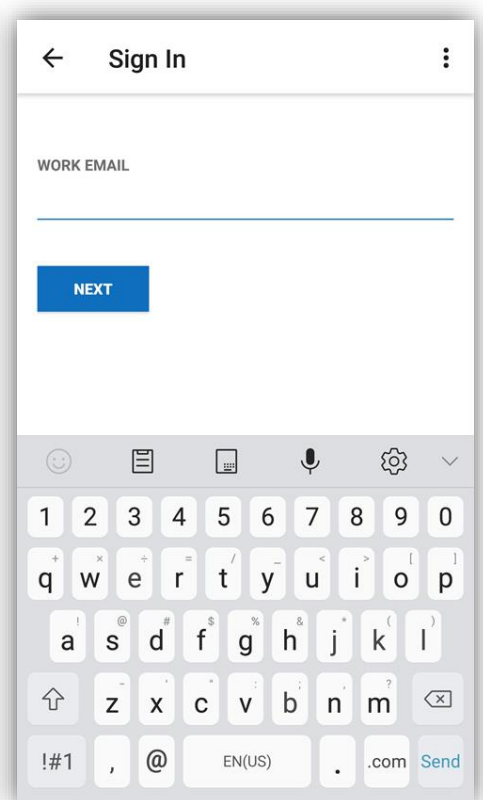 Sign In
WORK EMAIL
NEXT
1 2 3 4 5 6 7 8 9 0
+ × ÷ = / _ < > [ ]
q w e r t y u i o p
! @ # $ % & * ( )
a s d f g h j k l
- ' " : ; , ?
z x c v b n m
!#1 , @ EN(US) . .com Send